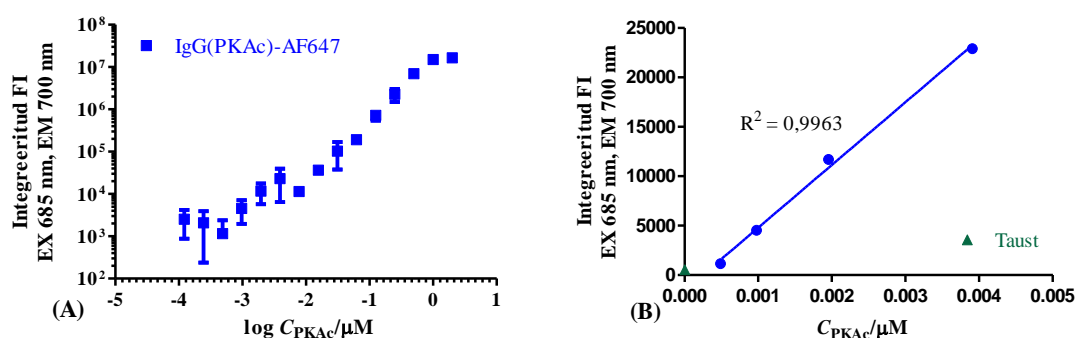 10⁸
10⁷
10⁶
10⁵
10⁴
10³
10²
Integreeritud FI
EX 685 nm, EM 700 nm
IgG(PKAc)-AF647
-5 -4 -3 -2 -1 0 1
(A)
log C_PKAc/µM
25000
20000
15000
10000
5000
0
Integreeritud FI
EX 685 nm, EM 700 nm
R² = 0,9963
Taust
0.000 0.001 0.002 0.003 0.004 0.005
(B)
C_PKAc/µM